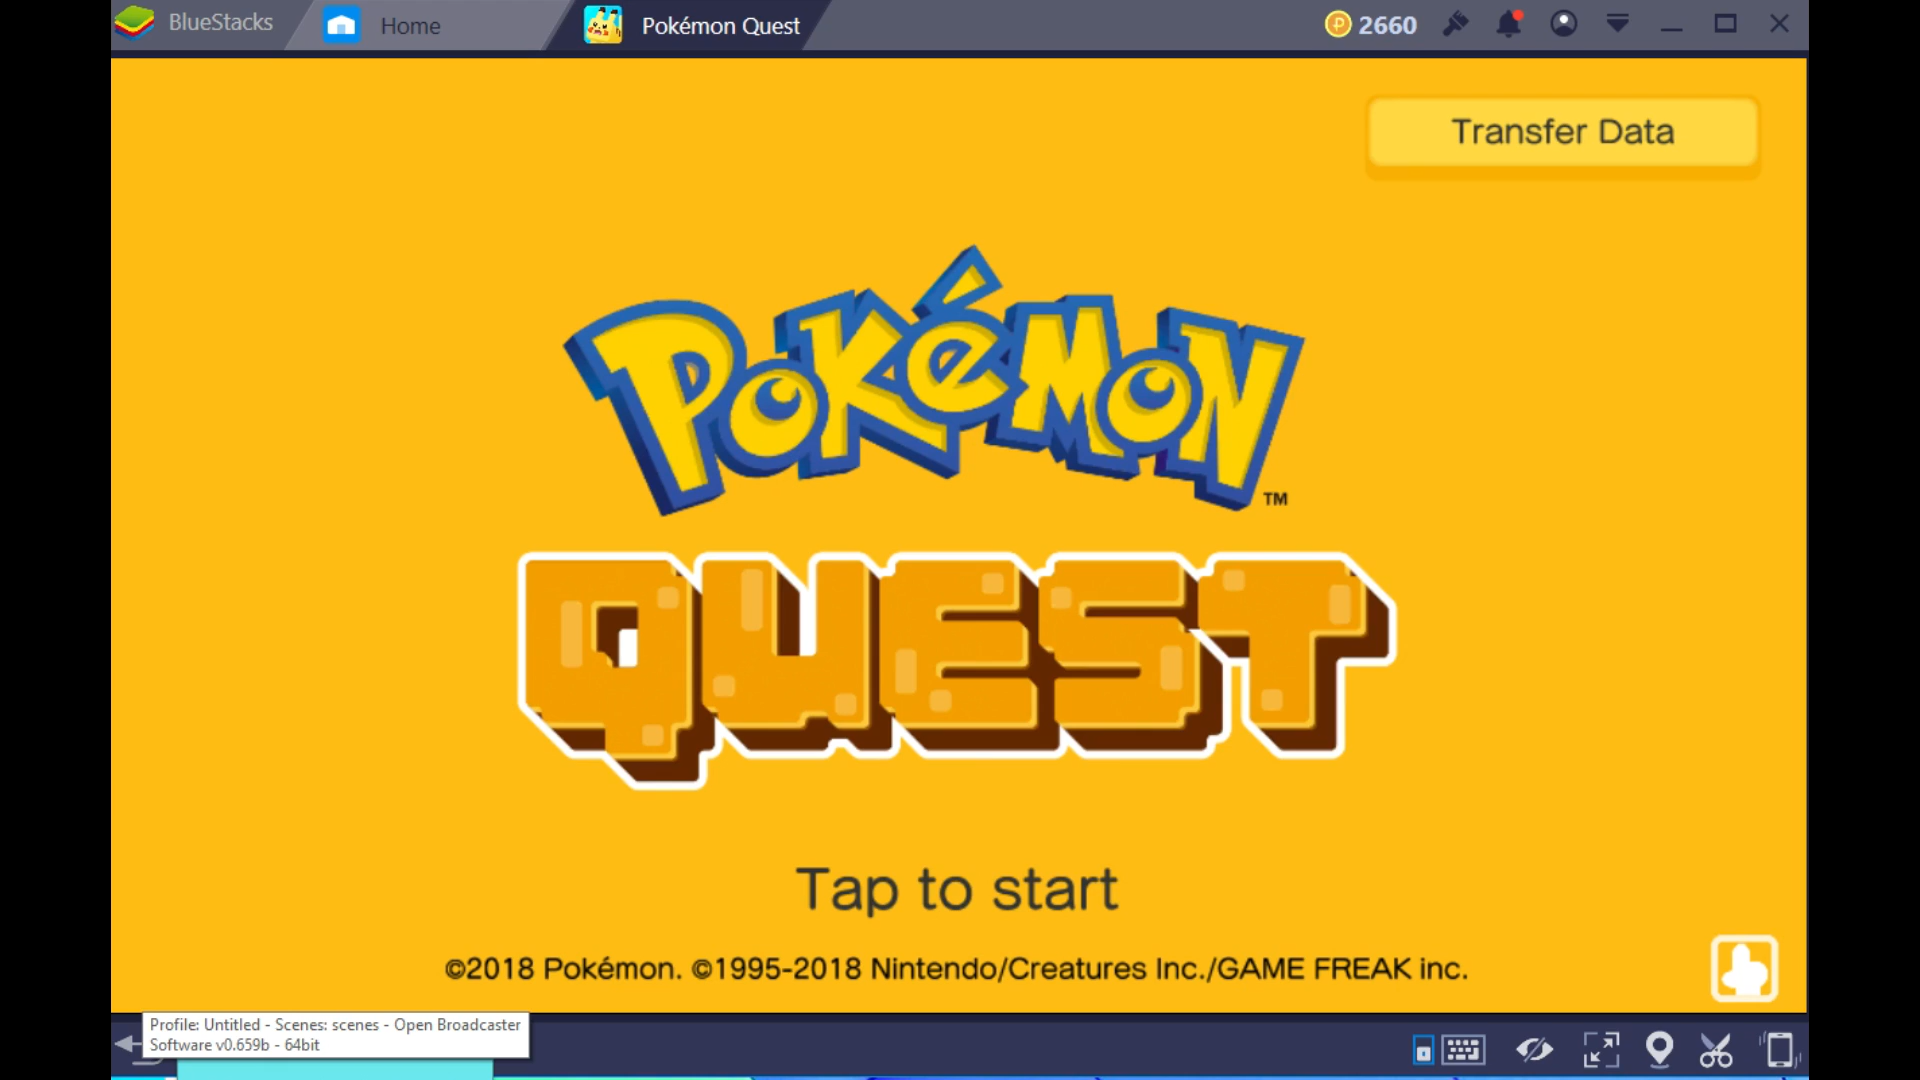 BlueStacks
Home
Pokémon Quest
2660
Transfer Data
POKéMON
™
QUEST
Tap to start
©2018 Pokémon. ©1995-2018 Nintendo/Creatures Inc./GAME FREAK inc.
Profile: Untitled - Scenes: scenes - Open Broadcaster
Software v0.659b - 64bit